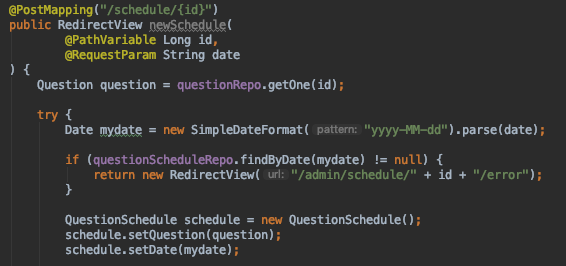 @PostMapping("/schedule/{id}")
public RedirectView newSchedule(
@PathVariable Long id,
@RequestParam String date
) {
Question question = questionRepo.getOne(id);
try {
Date mydate = new SimpleDateFormat( pattern: "yyyy-MM-dd").parse(date);
if (questionScheduleRepo.findByDate(mydate) != null) {
return new RedirectView( url: "/admin/schedule/" + id + "/error");
}
QuestionSchedule schedule = new QuestionSchedule();
schedule.setQuestion(question);
schedule.setDate(mydate);